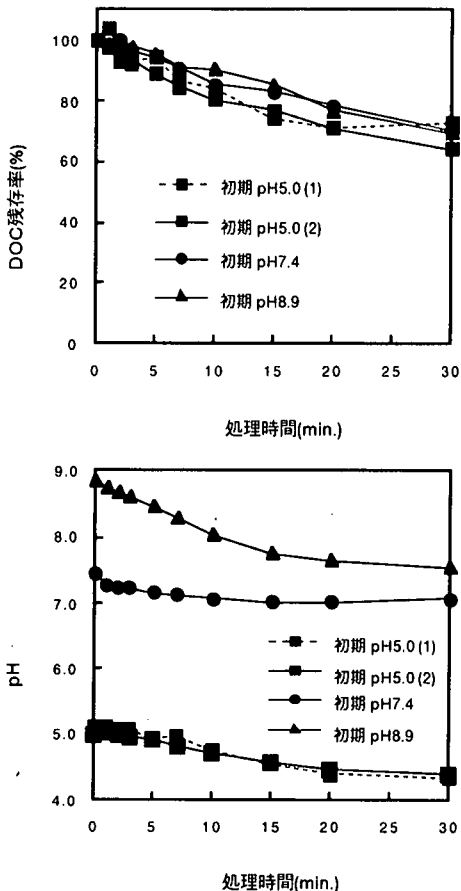 100
80
60
40
20
0
DOC残存率(%)
初期 pH5.0 (1)
初期 pH5.0 (2)
初期 pH7.4
初期 pH8.9
0 5 10 15 20 25 30
処理時間(min.)
9.0
8.0
7.0
6.0
5.0
4.0
pH
初期 pH5.0 (1)
初期 pH5.0 (2)
初期 pH7.4
初期 pH8.9
0 5 10 15 20 25 30
処理時間(min.)